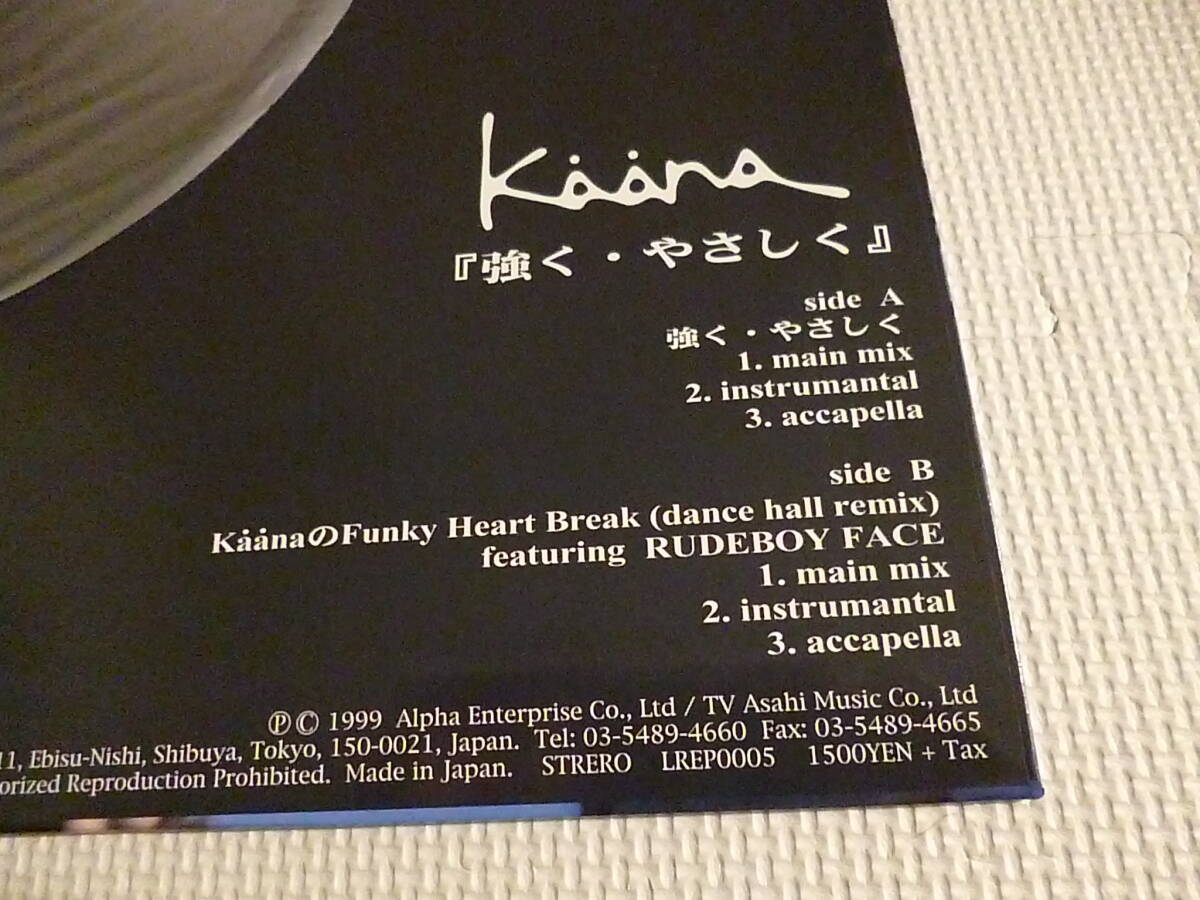 kȧȧna
『強く・やさしく』
side A
強く・やさしく
1. main mix
2. instrumantal
3. accapella
side B
KȧȧnaのFunky Heart Break (dance hall remix)
featuring RUDEBOY FACE
1. main mix
2. instrumantal
3. accapella
ⓅⒸ 1999 Alpha Enterprise Co., Ltd / TV Asahi Music Co., Ltd
11, Ebisu-Nishi, Shibuya, Tokyo, 150-0021, Japan. Tel: 03-5489-4660 Fax: 03-5489-4665
orized Reproduction Prohibited. Made in Japan. STRERO LREP0005 1500YEN + Tax